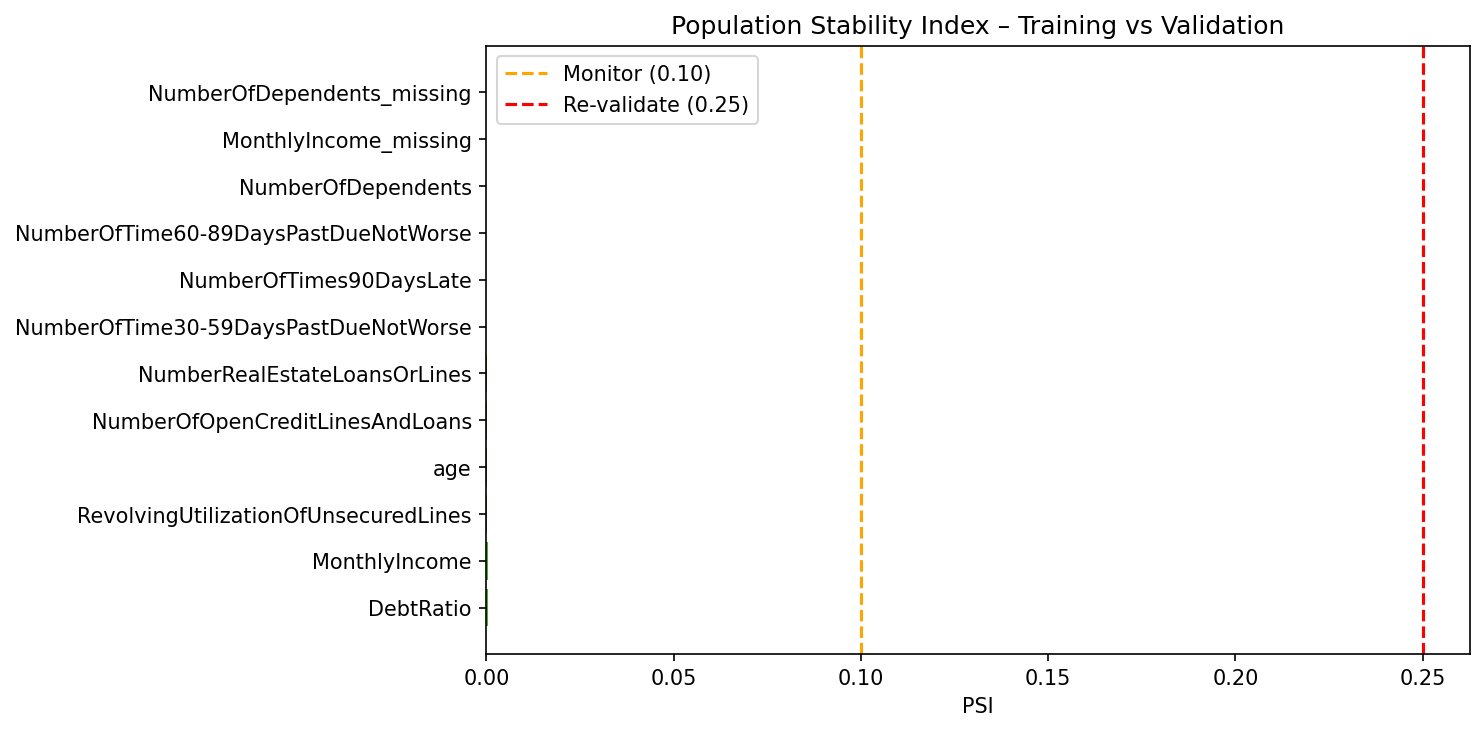 Population Stability Index – Training vs Validation
Monitor (0.10)
Re-validate (0.25)
NumberOfDependents_missing
MonthlyIncome_missing
NumberOfDependents
NumberOfTime60-89DaysPastDueNotWorse
NumberOfTimes90DaysLate
NumberOfTime30-59DaysPastDueNotWorse
NumberRealEstateLoansOrLines
NumberOfOpenCreditLinesAndLoans
age
RevolvingUtilizationOfUnsecuredLines
MonthlyIncome
DebtRatio
0.00 0.05 0.10 0.15 0.20 0.25
PSI